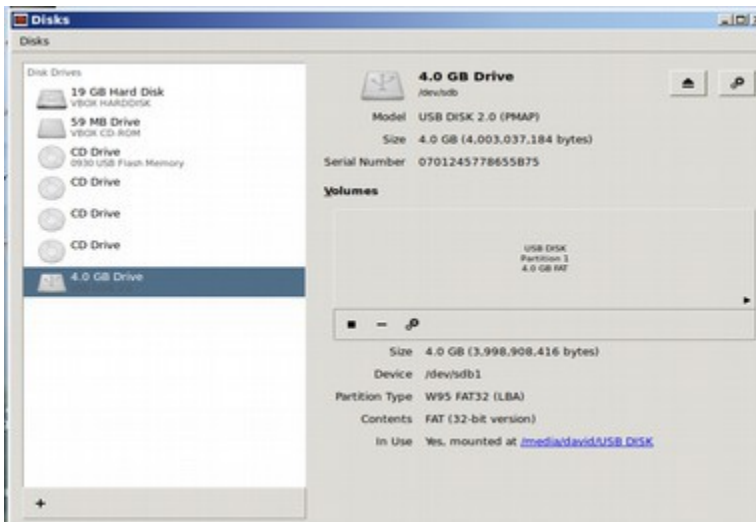 Disks
Disks
Disk Drives
19 GB Hard Disk
VBOX HARDDISK
59 MB Drive
VBOX CD-ROM
CD Drive
0930 USB Flash Memory
CD Drive
CD Drive
CD Drive
4.0 GB Drive
4.0 GB Drive
/dev/sdb
Model USB DISK 2.0 (PMAP)
Size 4.0 GB (4,003,037,184 bytes)
Serial Number 0701245778655B75
Volumes
USB DISK
Partition 1
4.0 GB FAT
Size 4.0 GB (3,998,908,416 bytes)
Device /dev/sdb1
Partition Type W95 FAT32 (LBA)
Contents FAT (32-bit version)
In Use Yes, mounted at /media/david/USB DISK